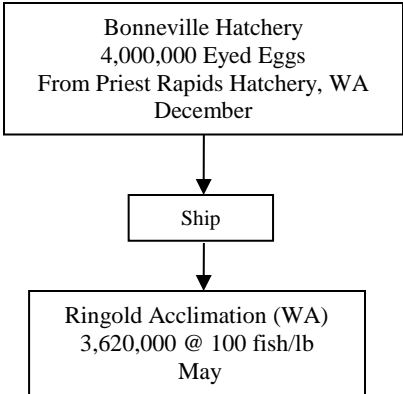 Bonneville Hatchery
4,000,000 Eyed Eggs
From Priest Rapids Hatchery, WA
December
Ship
Ringold Acclimation (WA)
3,620,000 @ 100 fish/lb
May